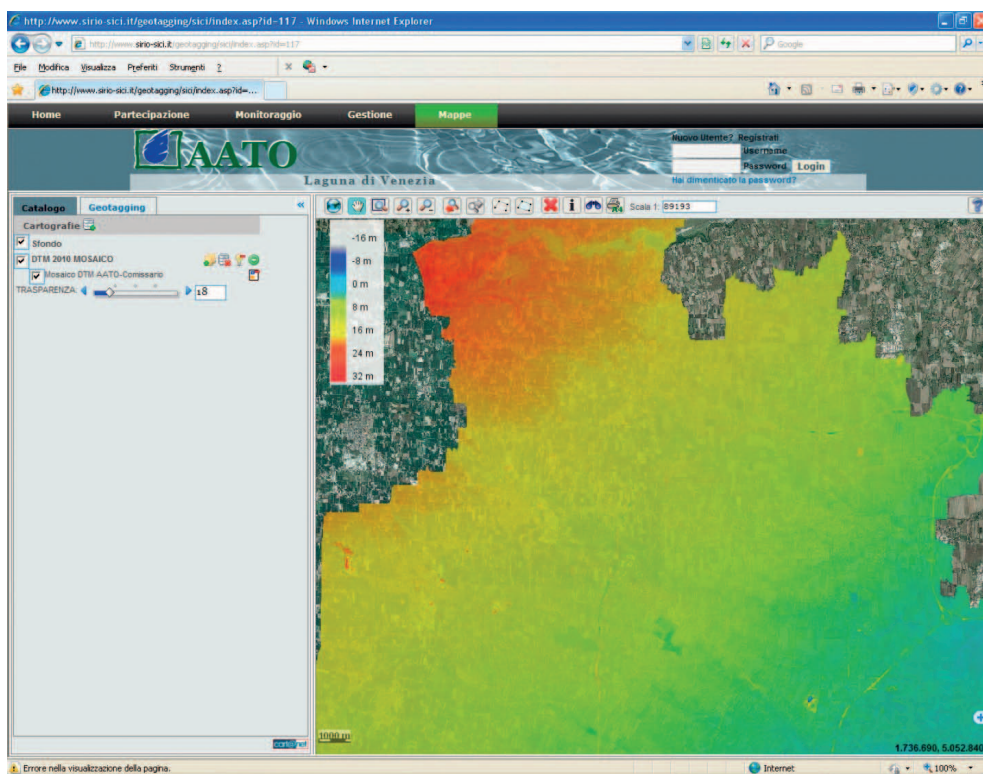 http://www.sirio-sici.it/geotagging/sici/index.asp?id=117 - Windows Internet Explorer
http://www.sirio-sici.it/geotagging/sici/index.asp?id=117
Google
File Modifica Visualizza Preferiti Strumenti ?
http://www.sirio-sici.it/geotagging/sici/index.asp?id=...
Home Partecipazione Monitoraggio Gestione Mappe
Nuovo Utente? Registrati
Username
Password Login
Hai dimenticato la password?
AATO
Laguna di Venezia
Catalogo Geotagging
Scala 1: 89193
Cartografie
Sfondo
DTM 2010 MOSAICO
Mosaico DTM AATO-Comissario
TRASPARENZA: 18
-16 m
-8 m
0 m
8 m
16 m
24 m
32 m
1000 m
1.736.690, 5.052.840
Errore nella visualizzazione della pagina.
Internet
100%